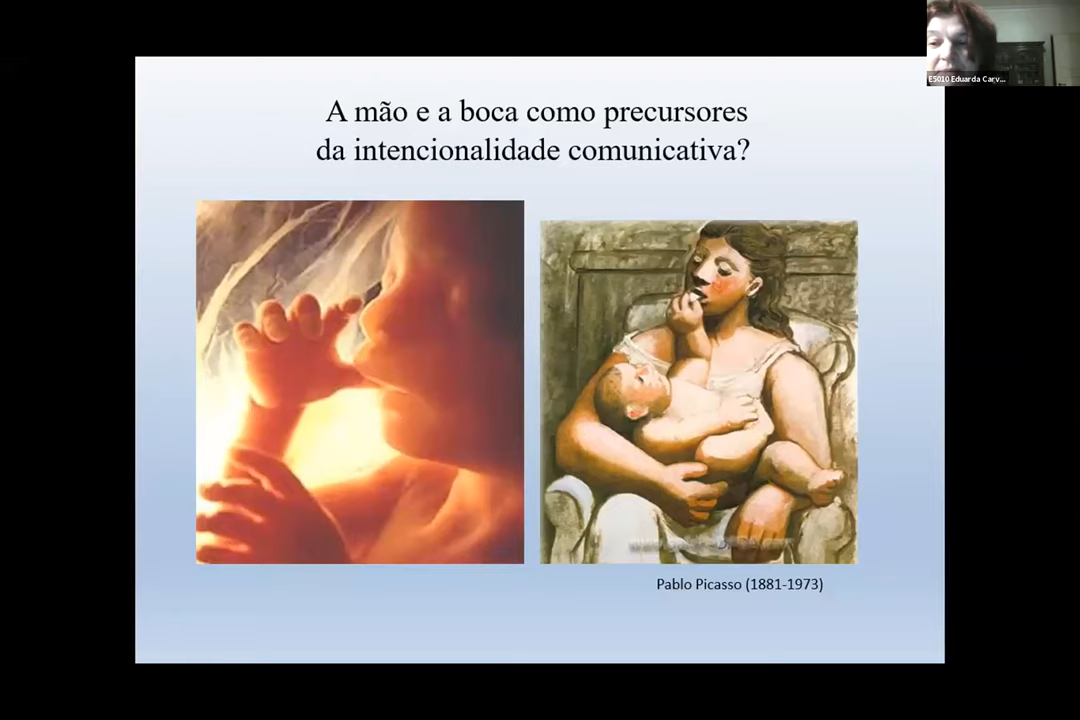 A mão e a boca como precursores
da intencionalidade comunicativa?
Pablo Picasso (1881-1973)
E5010 Eduarda Carv...